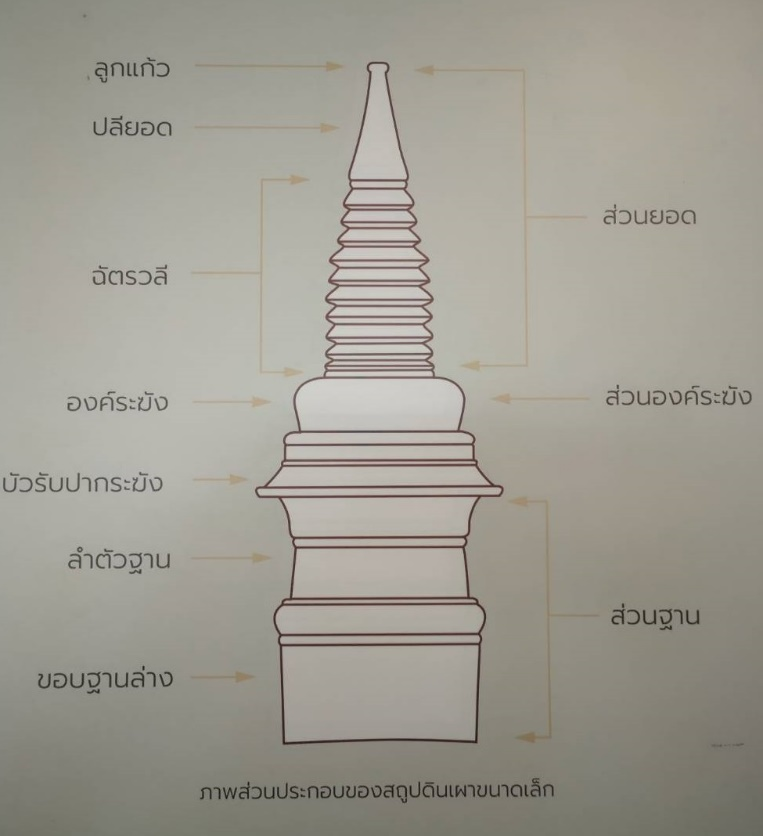 ลูกแก้ว
ปลียอด
ส่วนยอด
ฉัตรวลี
องค์ระฆัง
ส่วนองค์ระฆัง
บัวรับปากระฆัง
ลำตัวฐาน
ส่วนฐาน
ขอบฐานล่าง
ภาพส่วนประกอบของสถูปดินเผาขนาดเล็ก